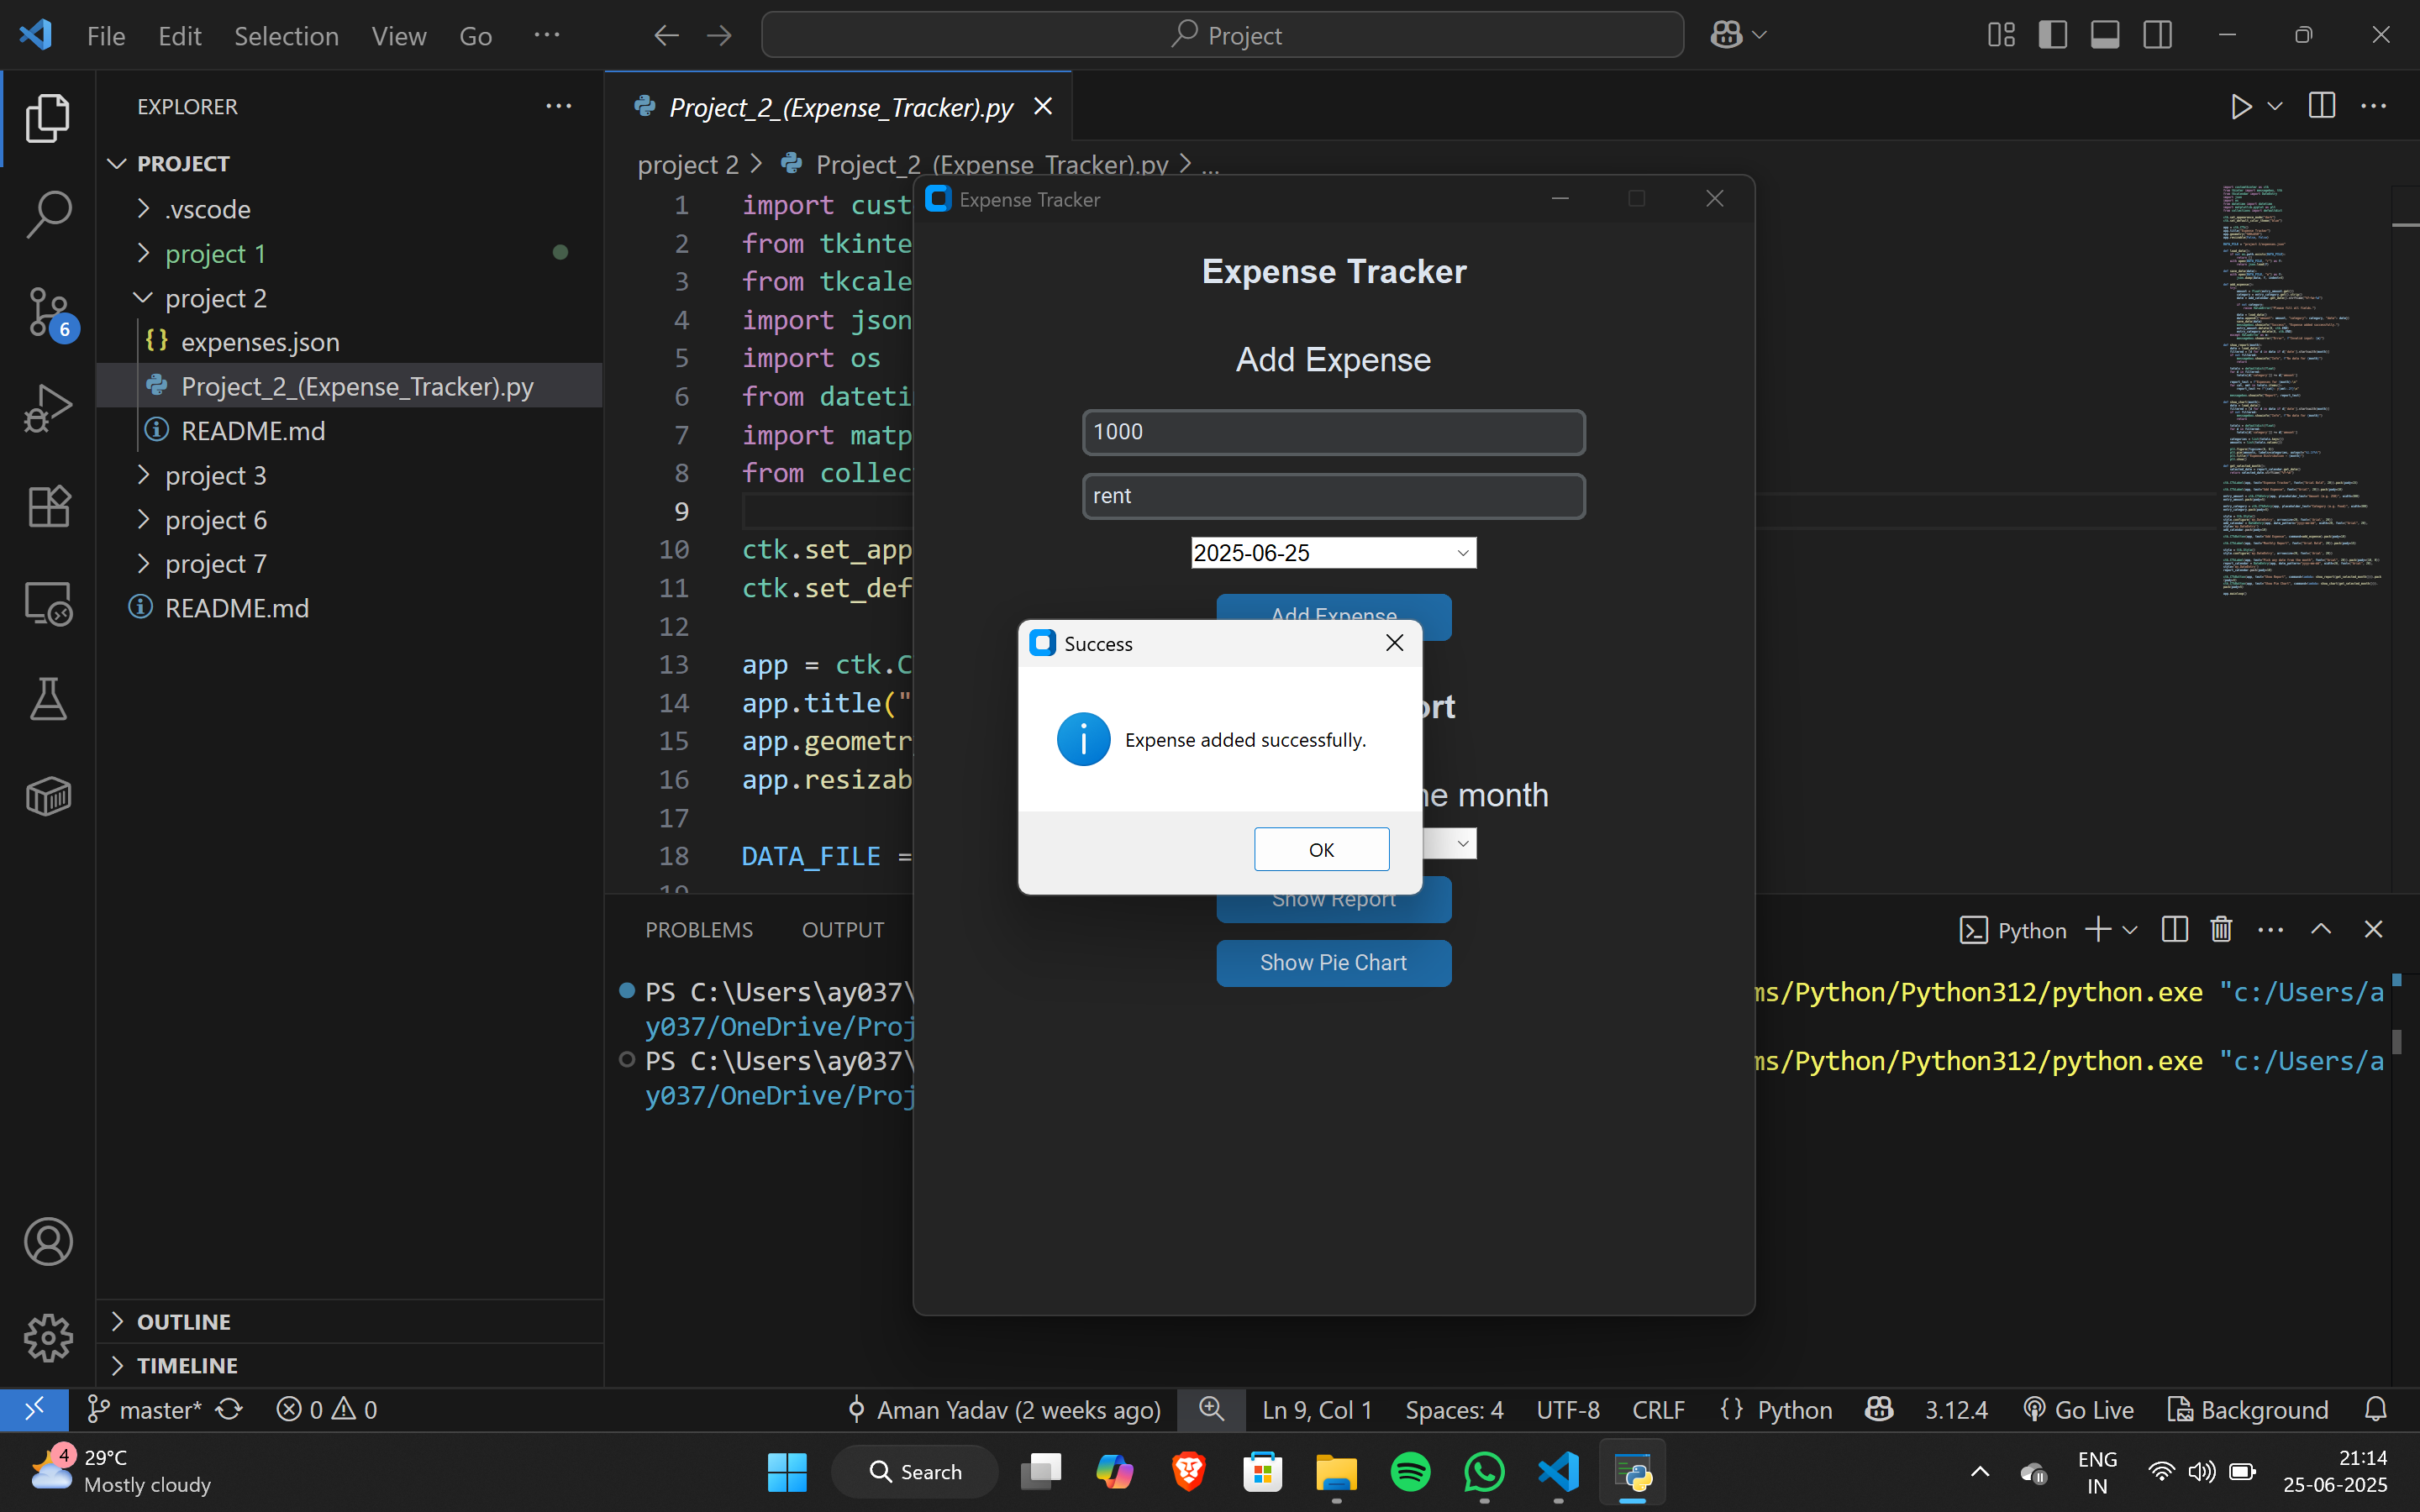 File Edit Selection View Go ...
Project
EXPLORER
PROJECT
.vscode
project 1
project 2
expenses.json
Project_2_(Expense_Tracker).py
README.md
project 3
project 6
project 7
README.md
OUTLINE
TIMELINE
6
Project_2_(Expense_Tracker).py
project 2 > Project_2_(Expense_Tracker).py > ...
1 import cust
2 from tkinte
3 from tkcale
4 import json
5 import os
6 from dateti
7 import matp
8 from collec
9
10 ctk.set_app
11 ctk.set_def
12
13 app = ctk.C
14 app.title("
15 app.geometr
16 app.resizab
17
18 DATA_FILE =
19
Expense Tracker
Expense Tracker
Add Expense
1000
rent
2025-06-25
Add Expense
Success
Expense added successfully.
OK
ort
he month
Show Report
Show Pie Chart
PROBLEMS OUTPUT
Python
PS C:\Users\ay037\ ms/Python/Python312/python.exe "c:/Users/a
y037/OneDrive/Proj
PS C:\Users\ay037\ ms/Python/Python312/python.exe "c:/Users/a
y037/OneDrive/Proj
master* 0 0 Aman Yadav (2 weeks ago) Ln 9, Col 1 Spaces: 4 UTF-8 CRLF {} Python 3.12.4 Go Live Background
4
29°C
Mostly cloudy
Search
ENG
IN
21:14
25-06-2025